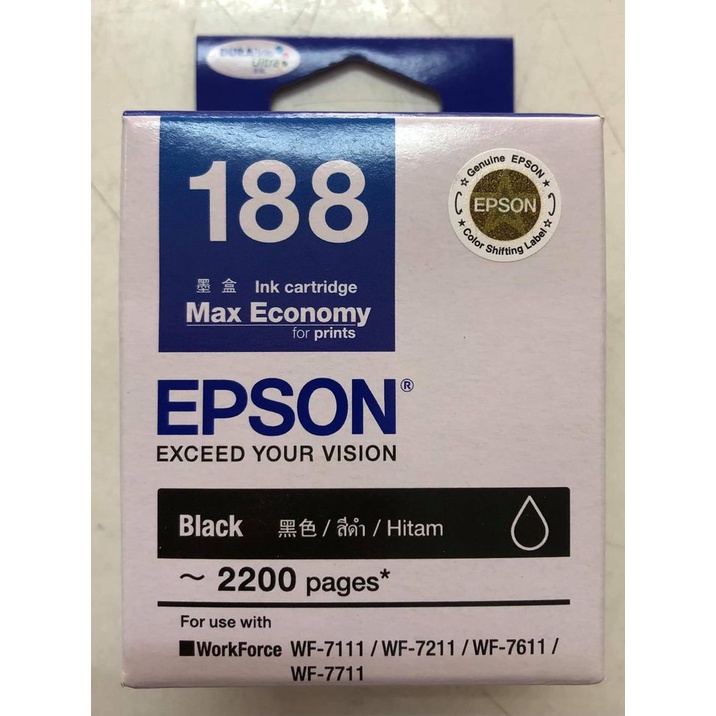 DURABrite
Ultra
188
墨盒 Ink cartridge
Max Economy
for prints
Genuine EPSON
EPSON
Color Shifting Label
EPSON®
EXCEED YOUR VISION
Black 黑色 / สีดำ / Hitam
~ 2200 pages*
For use with
■WorkForce WF-7111 / WF-7211 / WF-7611 /
WF-7711